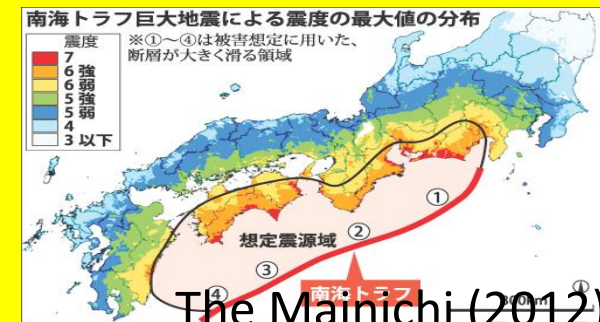 南海トラフ巨大地震による震度の最大値の分布
震度
7
6強
6弱
5強
5弱
4
3以下
※①〜④は被害想定に用いた、
断層が大きく滑る領域
①
②
想定震源域
③
南海トラフ
④
300km
The Mainichi (2012)